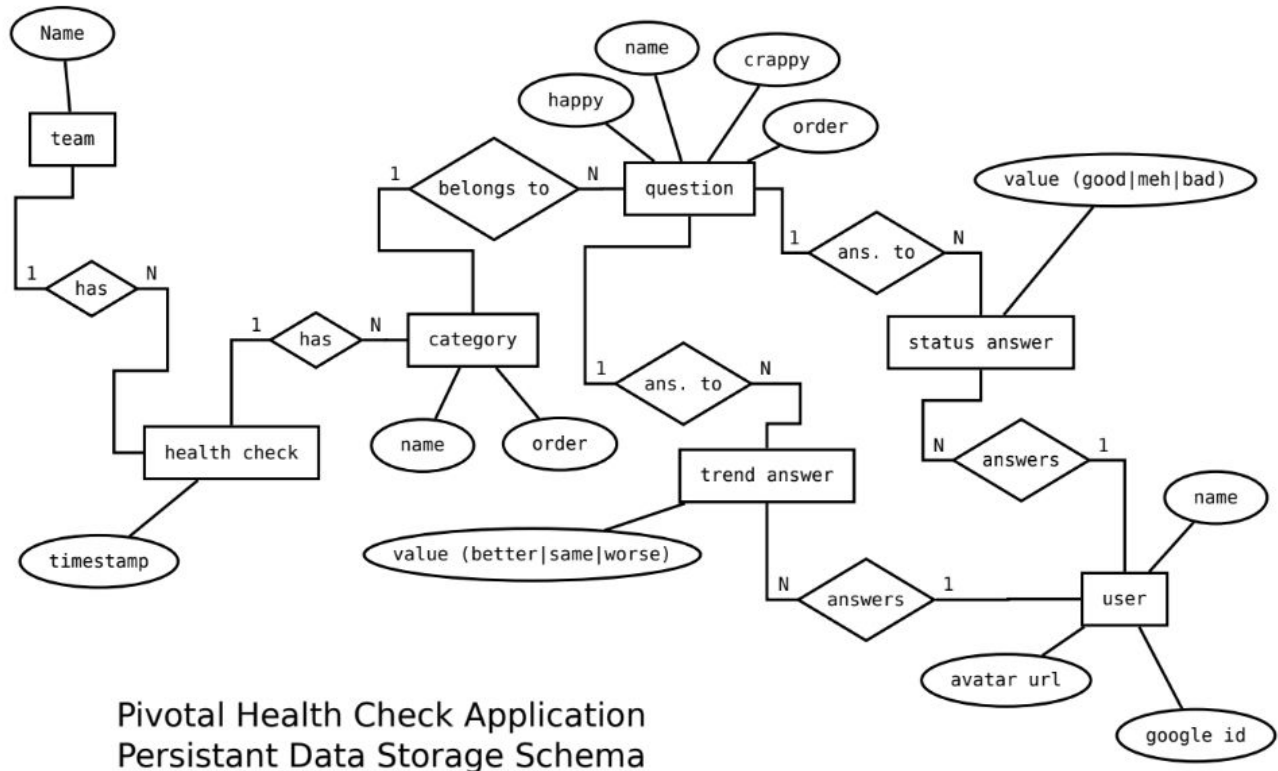 Name
team
1
has
N
health check
timestamp
1
has
N
category
name
order
1
belongs to
N
question
happy
name
crappy
order
1
ans. to
N
status answer
value (good|meh|bad)
1
ans. to
N
trend answer
value (better|same|worse)
N
answers
1
N
answers
1
user
name
avatar url
google id
Pivotal Health Check Application
Persistant Data Storage Schema